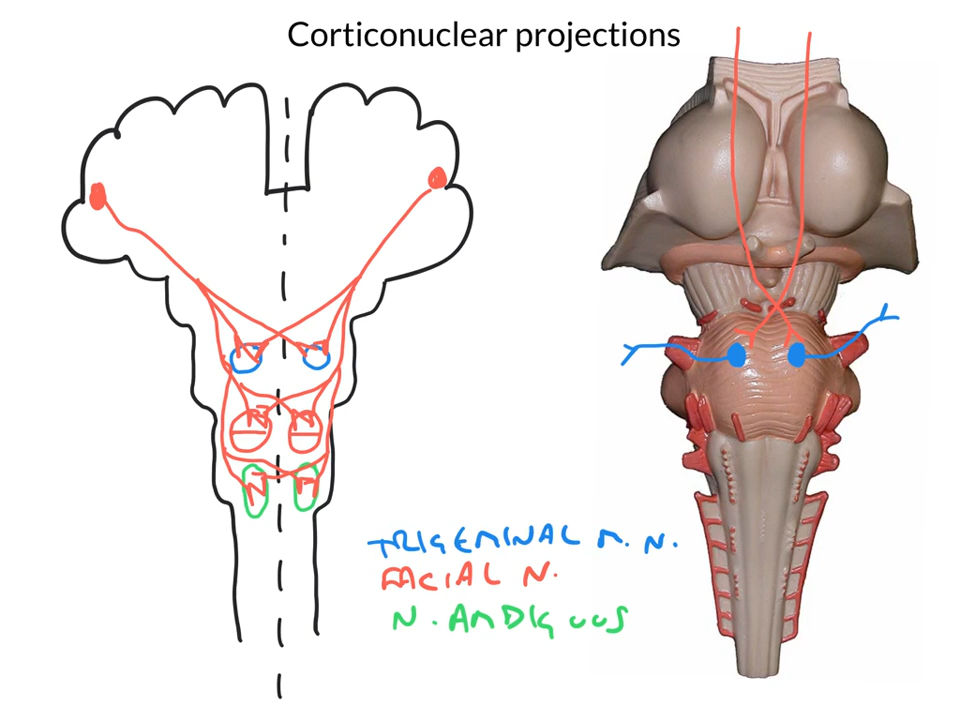 Corticonuclear projections
TRIGEMINAL M. N.
FACIAL N.
N. AMBIGUUS